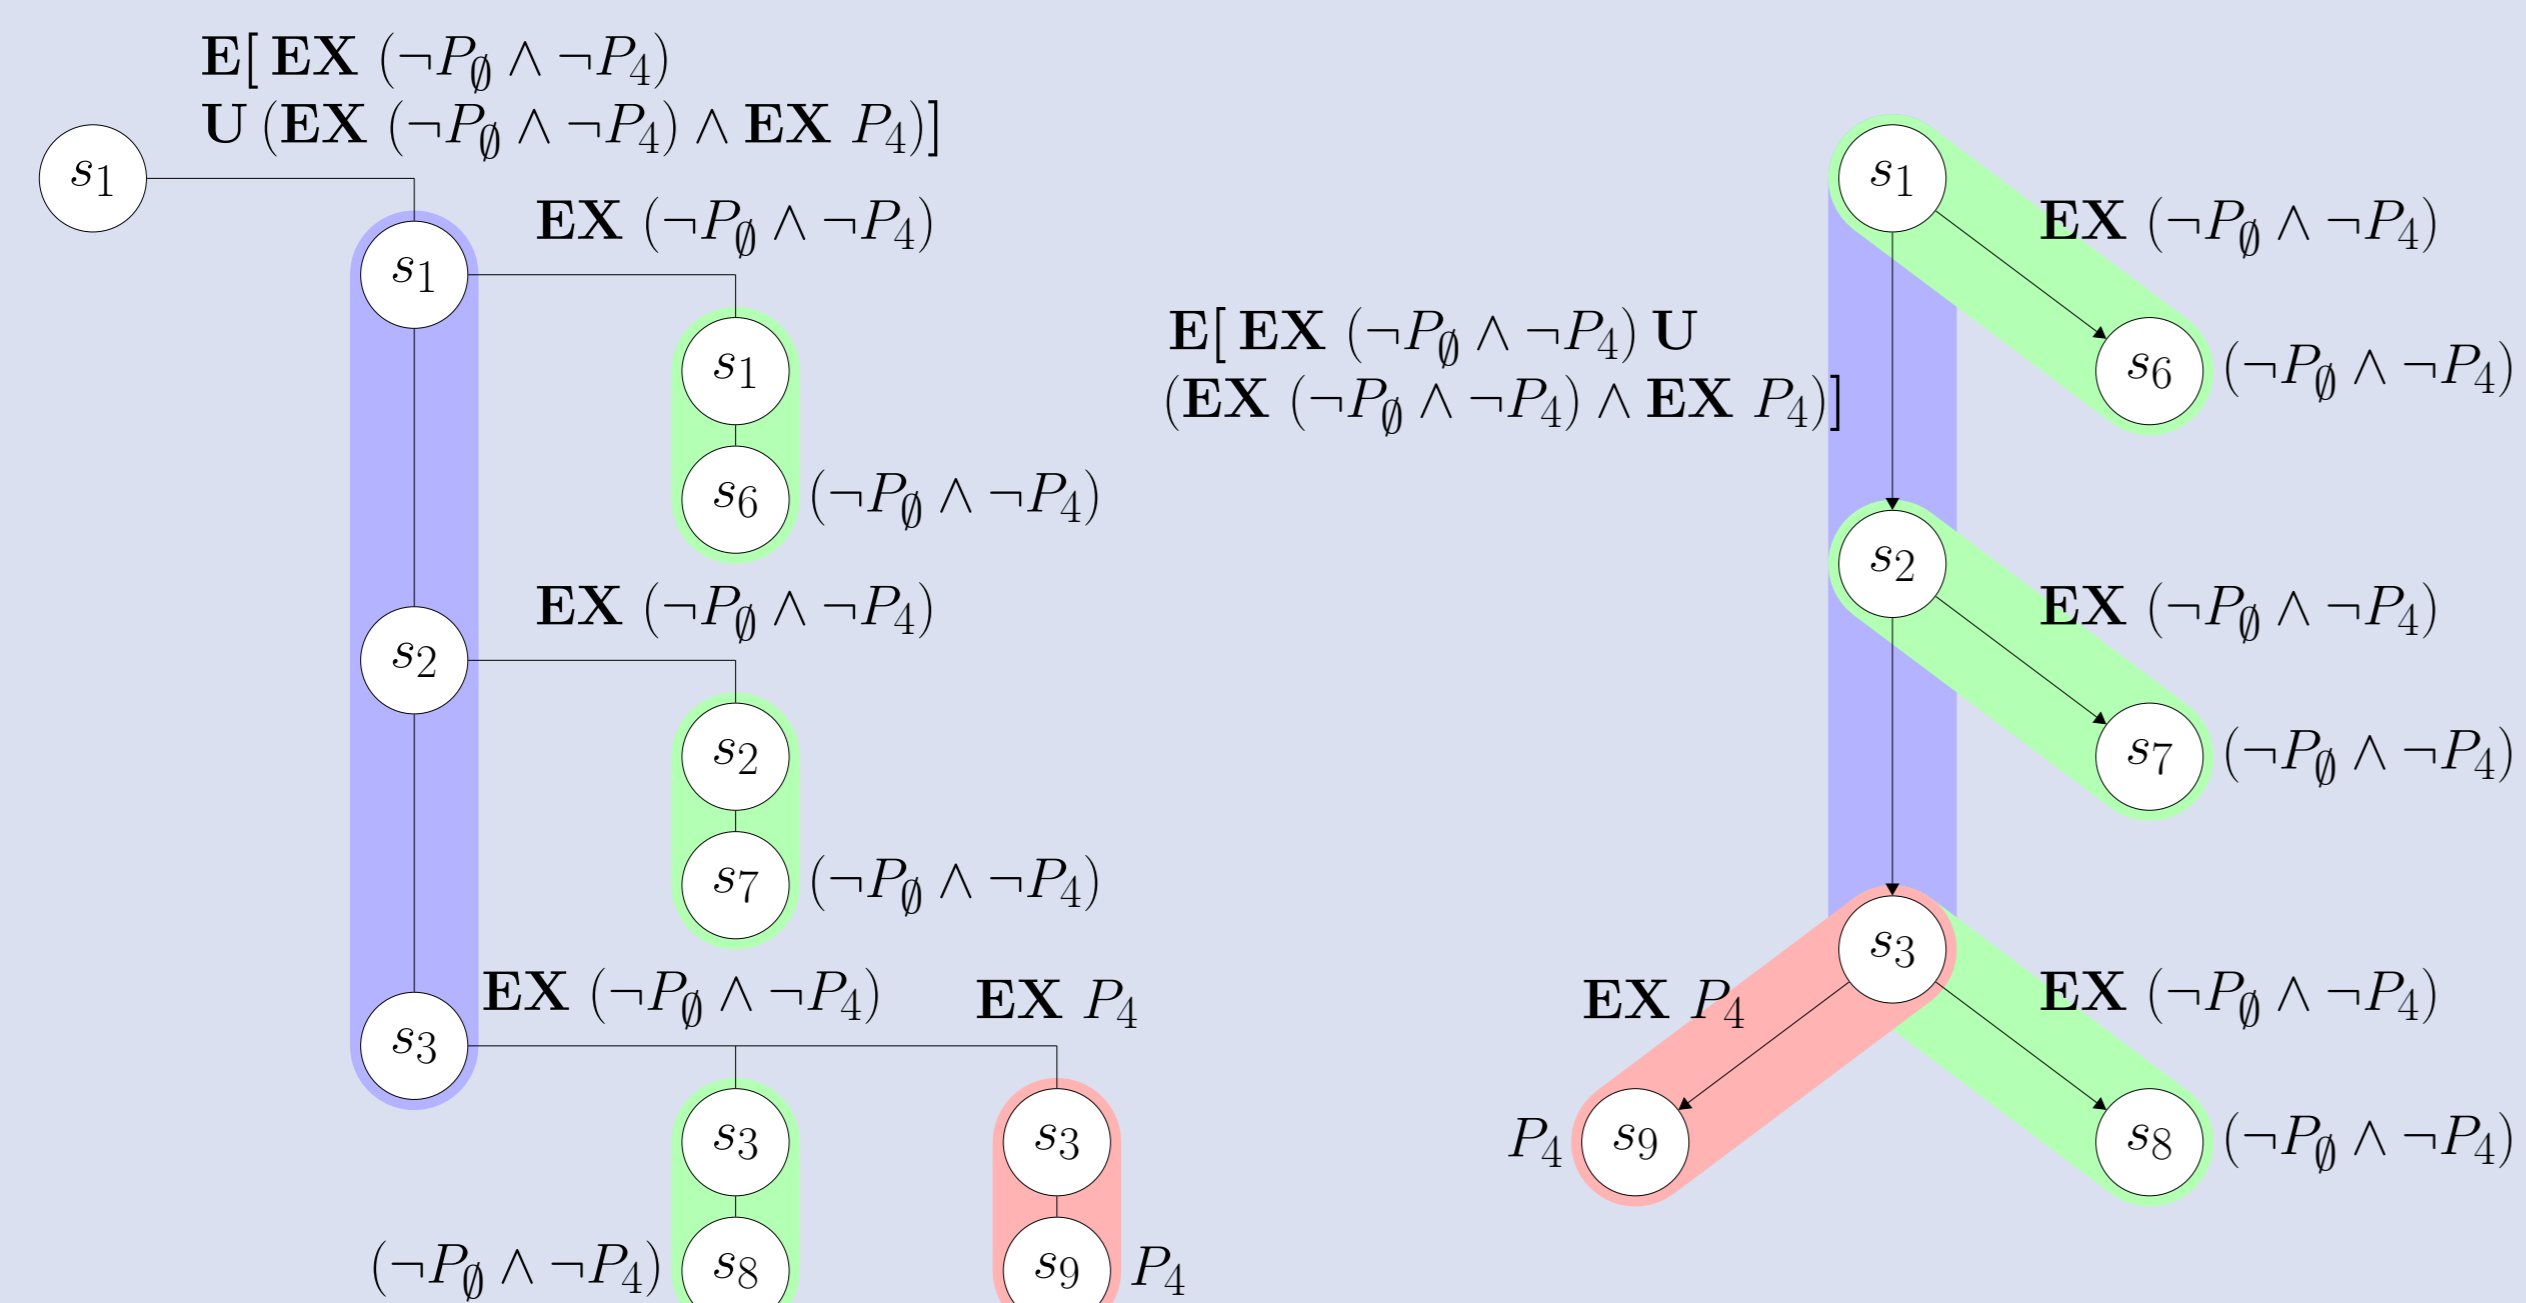 E[ EX (¬P∅ ∧ ¬P4)
U (EX (¬P∅ ∧ ¬P4) ∧ EX P4)]
s1
s1
EX (¬P∅ ∧ ¬P4)
s1
s6 (¬P∅ ∧ ¬P4)
s2
EX (¬P∅ ∧ ¬P4)
s2
s7 (¬P∅ ∧ ¬P4)
s3
EX (¬P∅ ∧ ¬P4)
EX P4
s3
s3
(¬P∅ ∧ ¬P4) s8
s9 P4
s1
EX (¬P∅ ∧ ¬P4)
s6 (¬P∅ ∧ ¬P4)
E[ EX (¬P∅ ∧ ¬P4) U
(EX (¬P∅ ∧ ¬P4) ∧ EX P4)]
s2
EX (¬P∅ ∧ ¬P4)
s7 (¬P∅ ∧ ¬P4)
s3
EX P4
EX (¬P∅ ∧ ¬P4)
P4 s9
s8 (¬P∅ ∧ ¬P4)